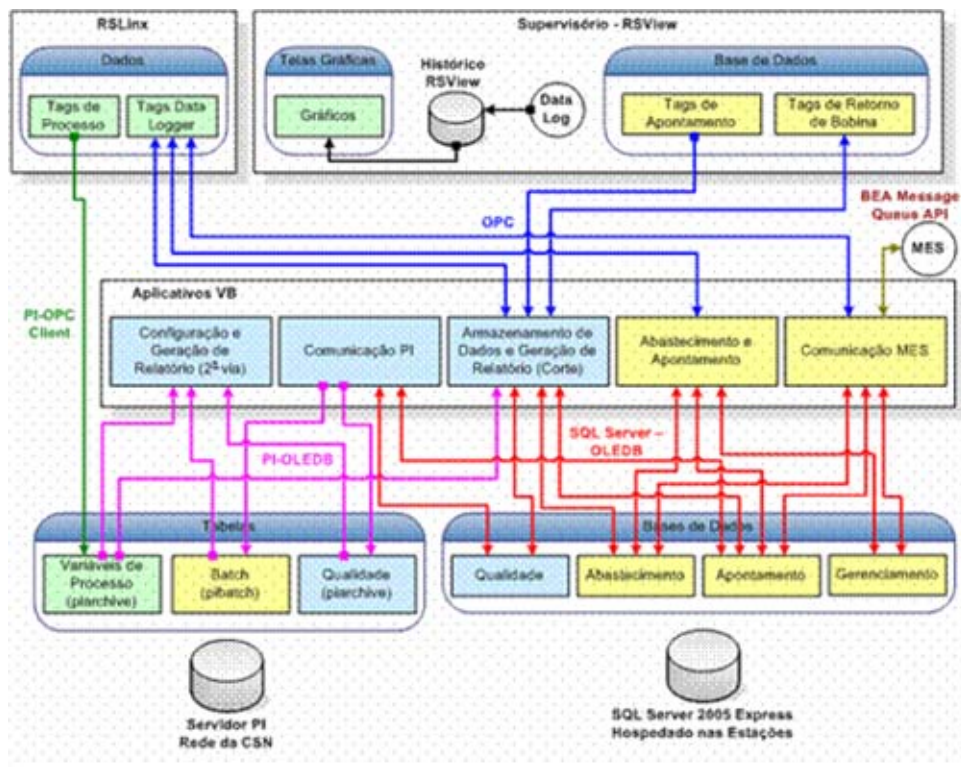 RSLinx
Supervisório - RSView
Dados
Telas Gráficas
Histórico
RSView
Base de Dados
Tags de
Processo
Tags Data
Logger
Gráficos
Data
Log
Tags de
Apontamento
Tags de Retorno
de Bobina
OPC
BEA Message
Queue API
MES
Aplicativos VB
PI-OPC
Client
Configuração e
Geração de
Relatório (2ª via)
Comunicação PI
Armazenamento de
Dados e Geração de
Relatório (Corte)
Abastecimento e
Apontamento
Comunicação MES
PI-OLEDB
SQL Server –
OLEDB
Tabelas
Bases de Dados
Variáveis de
Processo
(piarchive)
Batch
(pibatch)
Qualidade
(piarchive)
Qualidade
Abastecimento
Apontamento
Gerenciamento
Servidor PI
Rede da CSN
SQL Server 2005 Express
Hospedado nas Estações